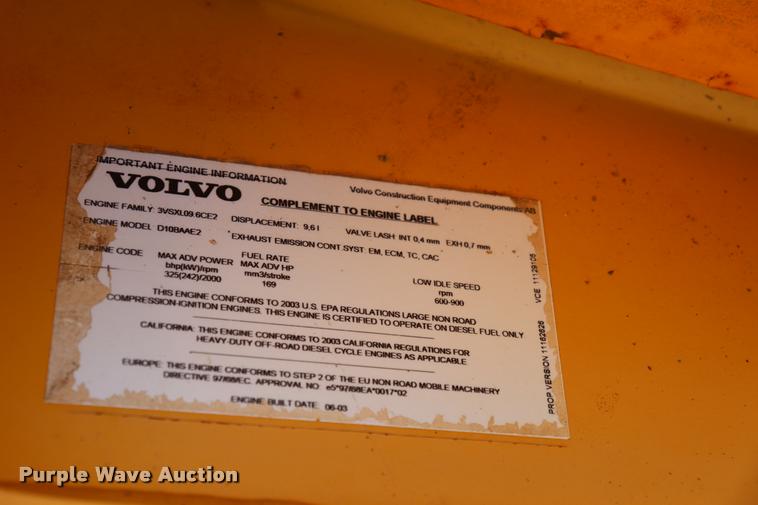 IMPORTANT ENGINE INFORMATION
VOLVO
Volvo Construction Equipment Components AB
COMPLEMENT TO ENGINE LABEL
ENGINE FAMILY: 3VSXL09.6CE2 DISPLACEMENT: 9,6 l VALVE LASH: INT 0,4 mm EXH 0,7 mm
ENGINE MODEL D10BAAE2 EXHAUST EMISSION CONT.SYST: EM, ECM, TC, CAC
ENGINE CODE
MAX ADV POWER
bhp(kW)/rpm
325(242)/2000
FUEL RATE
MAX ADV HP
mm3/stroke
169
LOW IDLE SPEED
rpm
600-900
THIS ENGINE CONFORMS TO 2003 U.S. EPA REGULATIONS LARGE NON ROAD
COMPRESSION-IGNITION ENGINES. THIS ENGINE IS CERTIFIED TO OPERATE ON DIESEL FUEL ONLY
CALIFORNIA: THIS ENGINE CONFORMS TO 2003 CALIFORNIA REGULATIONS FOR
HEAVY-DUTY OFF-ROAD DIESEL CYCLE ENGINES AS APPLICABLE
EUROPE: THIS ENGINE CONFORMS TO STEP 2 OF THE EU NON ROAD MOBILE MACHINERY
DIRECTIVE 97/68/EC. APPROVAL NO: e5*97/68EA*0017*02
ENGINE BUILT DATE: 06-03
VCE 11129105
PROP VERSION 11162626
Purple Wave Auction